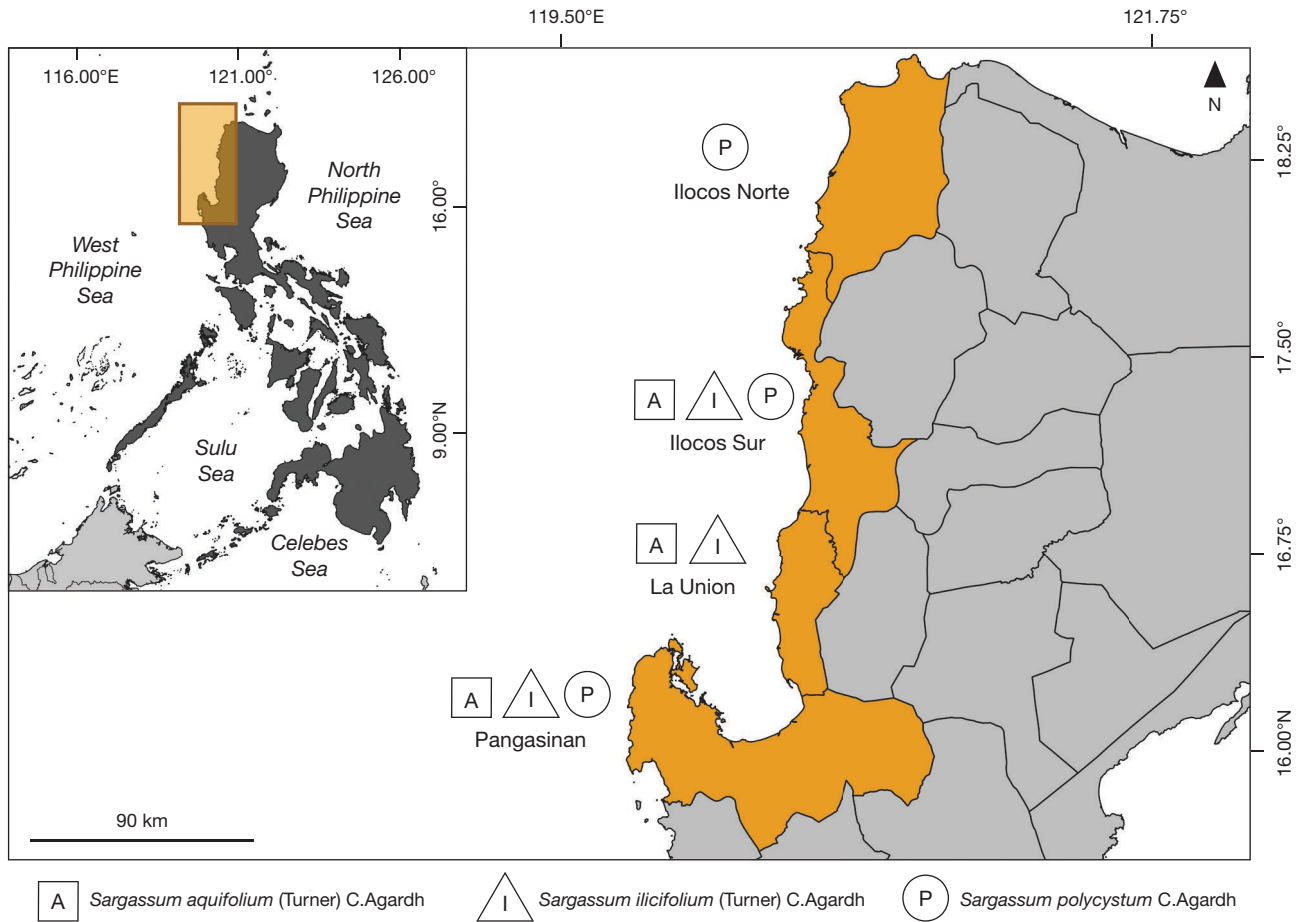 119.50°E
121.75°
116.00°E
121.00°
126.00°
North
Philippine
Sea
16.00°
West
Philippine
Sea
9.00°N
Sulu
Sea
Celebes
Sea
N
18.25°
P
Ilocos Norte
17.50°
A I P
Ilocos Sur
16.75°
A I
La Union
A I P
Pangasinan
16.00°N
90 km
A Sargassum aquifolium (Turner) C.Agardh
I Sargassum ilicifolium (Turner) C.Agardh
P Sargassum polycystum C.Agardh